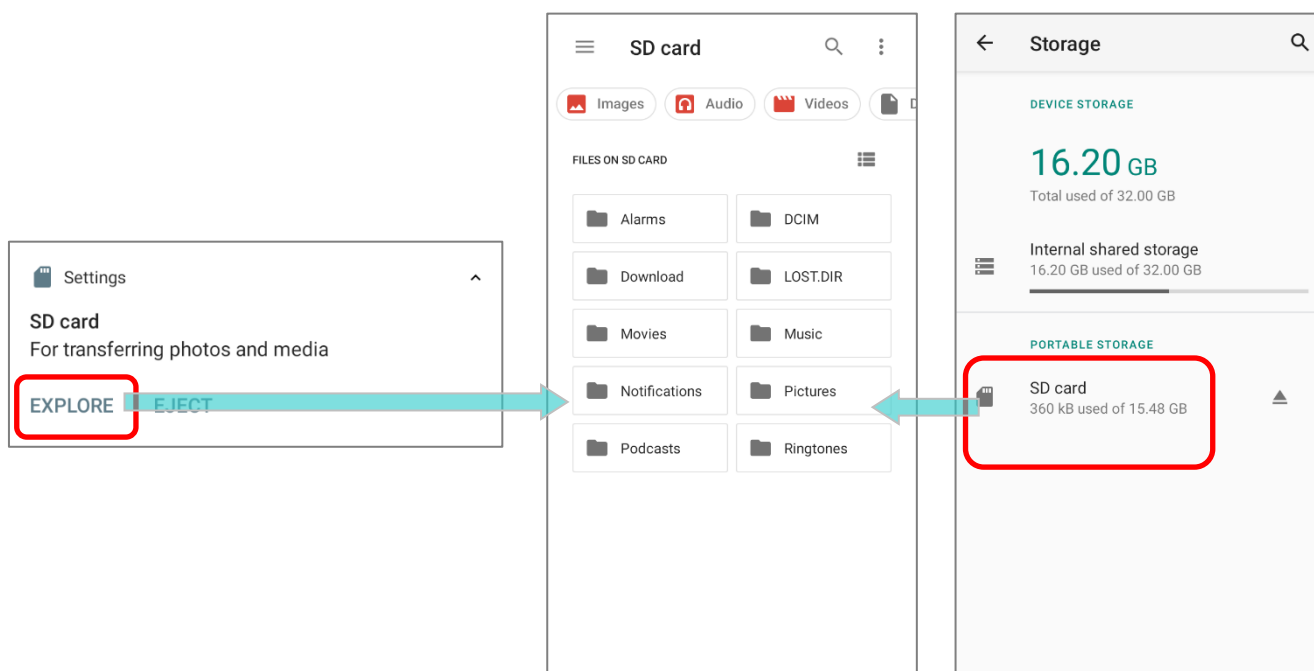 Settings
SD card
For transferring photos and media
EXPLORE EJECT
SD card
Images Audio Videos D
FILES ON SD CARD
Alarms DCIM
Download LOST.DIR
Movies Music
Notifications Pictures
Podcasts Ringtones
Storage
DEVICE STORAGE
16.20 GB
Total used of 32.00 GB
Internal shared storage
16.20 GB used of 32.00 GB
PORTABLE STORAGE
SD card
360 kB used of 15.48 GB